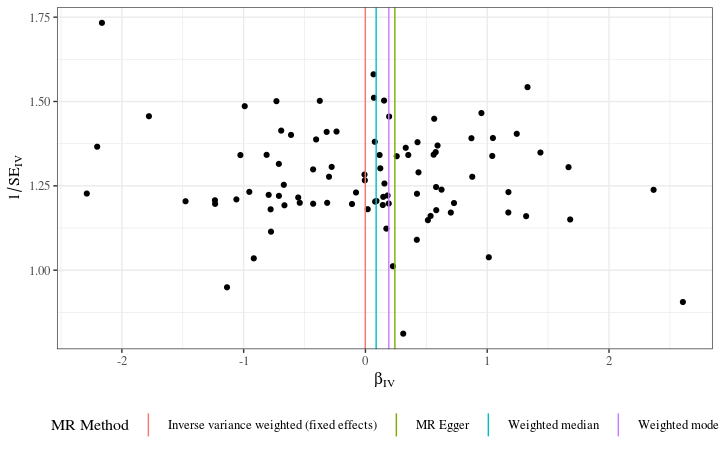 1.75
1.50
1.25
1.00
1/SE_IV
-2
-1
0
1
2
β_IV
MR Method
Inverse variance weighted (fixed effects)
MR Egger
Weighted median
Weighted mode